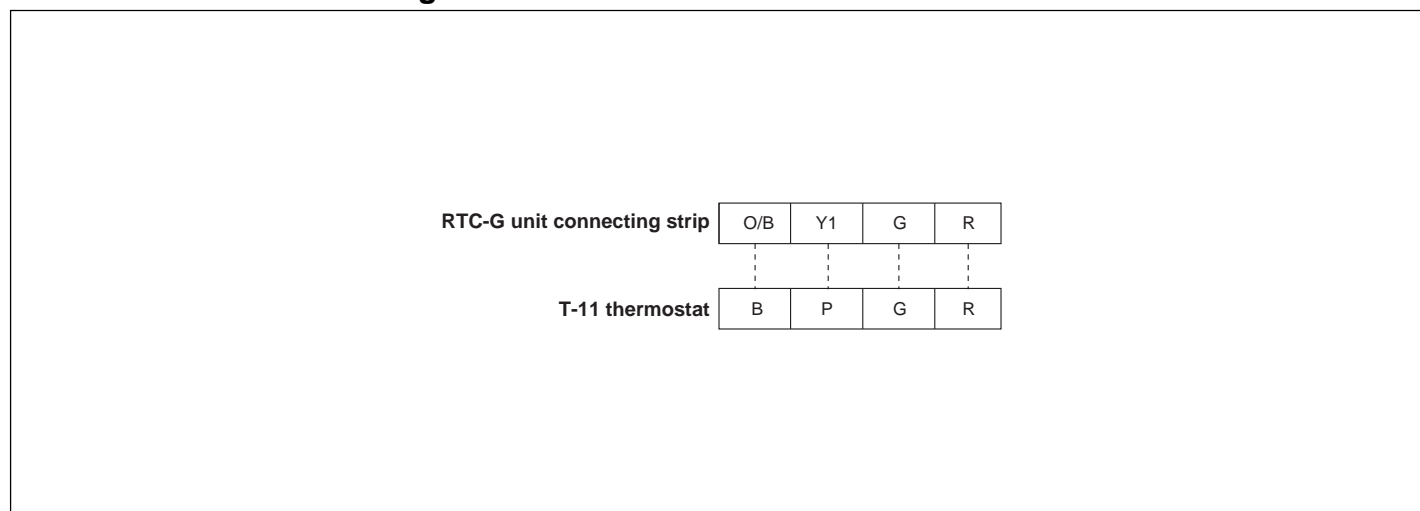 RTC-G unit connecting strip O/B Y1 G R
T-11 thermostat B P G R